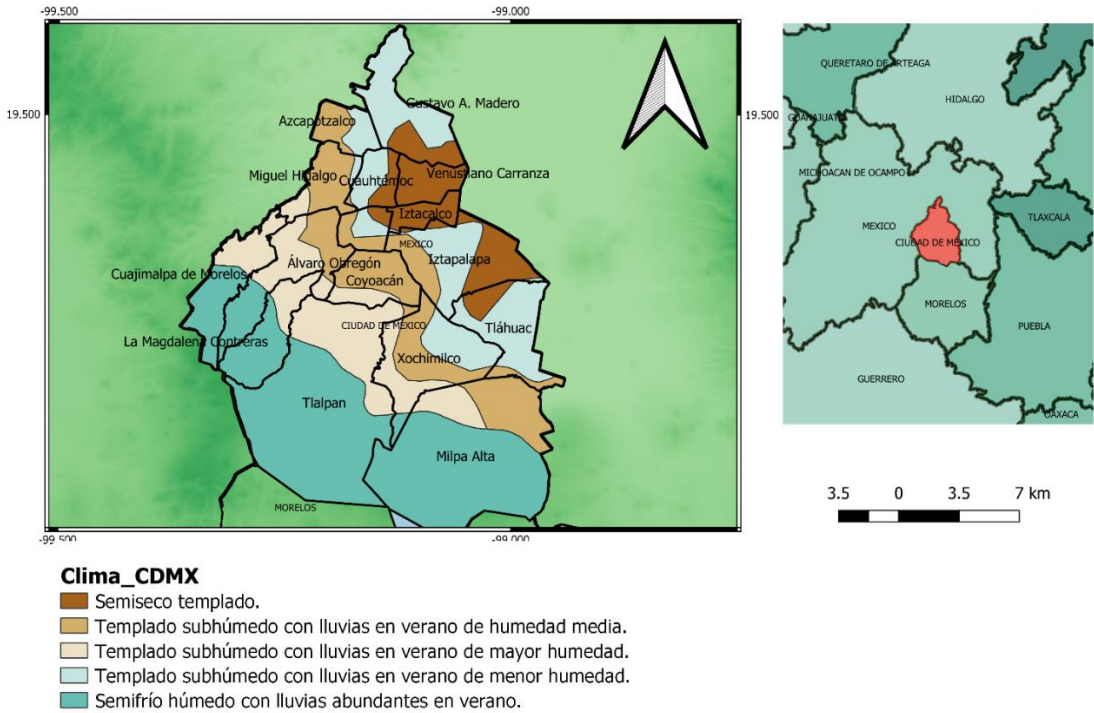 -99.500
-99.000
19.500
19.500
Gustavo A. Madero
Azcapotzalco
Miguel Hidalgo
Cuauhtémoc
Venustiano Carranza
Iztacalco
MEXICO
Iztapalapa
Álvaro Obregón
Cuajimalpa de Morelos
Coyoacán
CIUDAD DE MÉXICO
Tláhuac
La Magdalena Contreras
Xochimilco
Tlalpan
Milpa Alta
MORELOS
-99.500
-99.000
QUERETARO DE ARTEAGA
HIDALGO
GUANAJUATO
MICHOACAN DE OCAMPO
TLAXCALA
MEXICO
CIUDAD DE MÉXICO
MORELOS
PUEBLA
GUERRERO
OAXACA
3.5 0 3.5 7 km
Clima_CDMX
Semiseco templado.
Templado subhúmedo con lluvias en verano de humedad media.
Templado subhúmedo con lluvias en verano de mayor humedad.
Templado subhúmedo con lluvias en verano de menor humedad.
Semifrío húmedo con lluvias abundantes en verano.